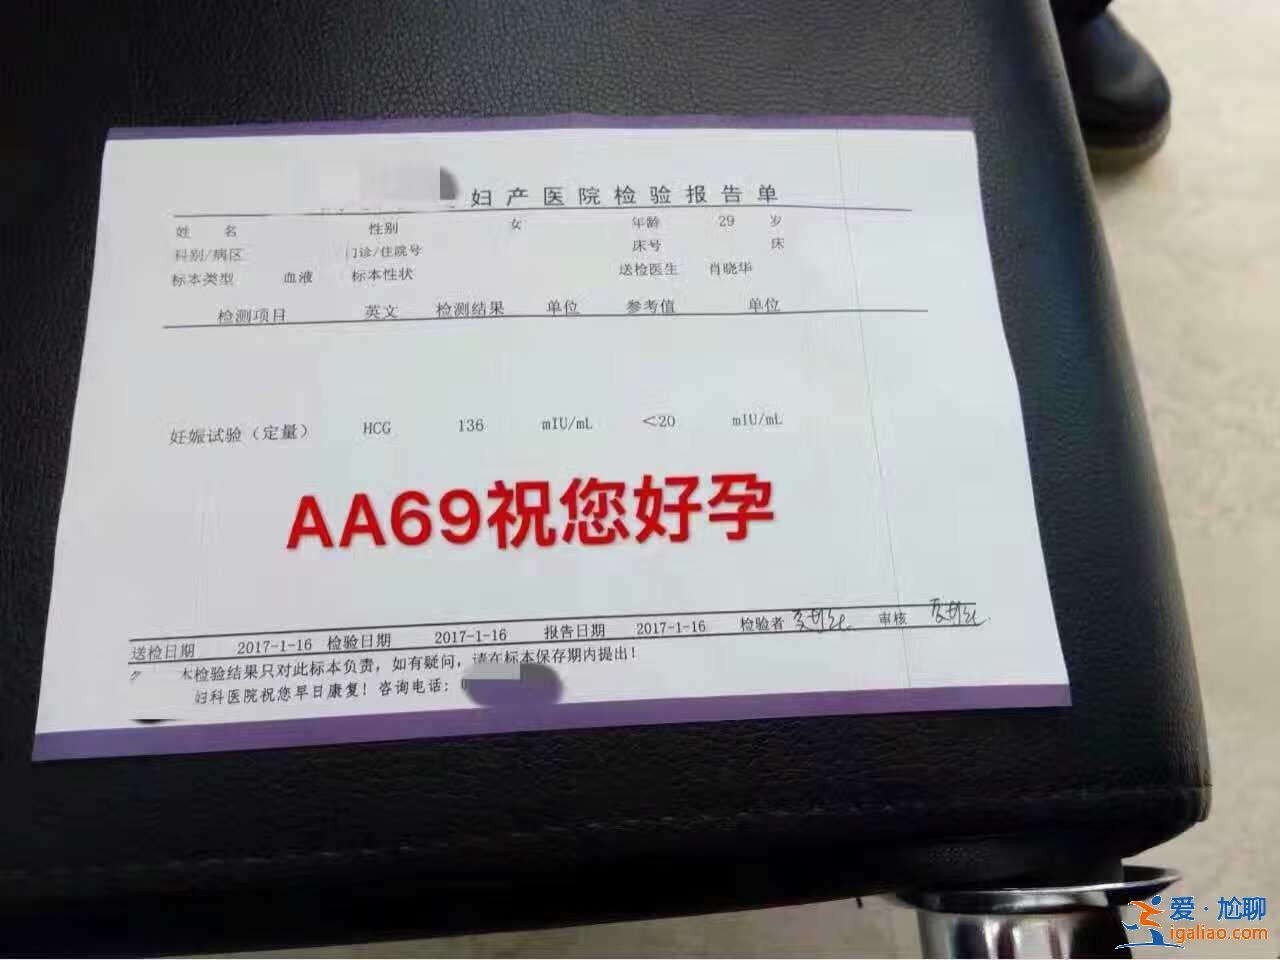 妇产医院检验报告单
姓 名 性别 女 年龄 29 岁
科别/病区 门诊/住院号 床号 床
标本类型 血液 标本性状 送检医生 肖晓华
检测项目 英文 检测结果 单位 参考值 单位
妊娠试验（定量） HCG 136 mIU/mL <20 mIU/mL
AA69祝您好孕
送检日期 2017-1-16 检验日期 2017-1-16 报告日期 2017-1-16 检验者 审核
本检验结果只对此标本负责，如有疑问，请在标本保存期内提出！
妇科医院祝您早日康复！咨询电话：
爱·尬聊
igaliao.com